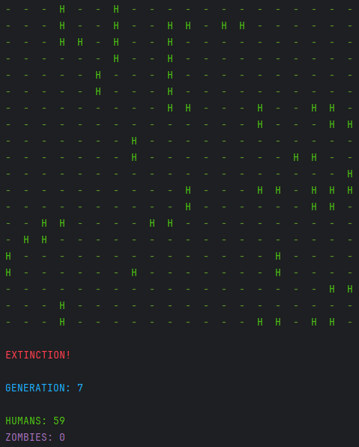 - - - H - - H - - - - - - - - - - - - -
- - - H - - H - - H H - H H - - - - - -
- - - H H - H - - H - - - - - - - - - -
- - - - - - H - - H - - - - - - - - - -
- - - - - H - - - H - - - - - - - - - -
- - - - - H - - - H - - - - - - - - - -
- - - - - - - - - H H - - - H - - H H -
- - - - - - - - - - - - - - H - - - H H
- - - - - - - H - - - - - - - - - - - -
- - - - - - - H - - - - - - - - H H - -
- - - - - - - - - - - - - - - - - - - H
- - - - - - - - - - H - - - H H - H H H
- - - - - - - - - - H - - - - - - H H -
- - H H - - - - H H - - - - - - - - - -
- H H - - - - - - - - - - - - - - - - -
H - - - - - - - - - - - - - - H - - - -
H - - - - - - H - - - - - - - H - - - -
- - - - - - - - - - - - - - - - - - H H
- - - H - - - - - - - - - - - - - - - -
- - - H - - - - - - - - - - H H - H H -
EXTINCTION!
GENERATION: 7
HUMANS: 59
ZOMBIES: 0